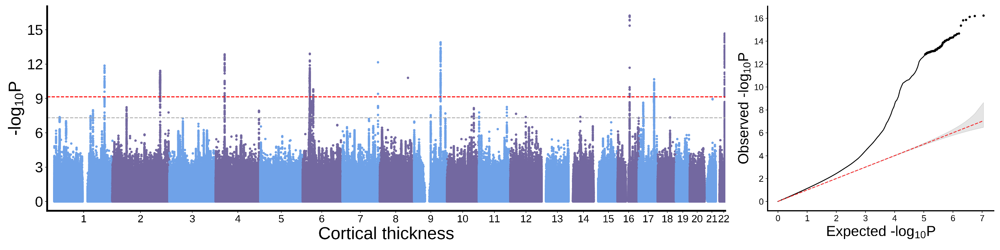 -log10P
15
12
9
6
3
0
1 2 3 4 5 6 7 8 9 10 11 12 13 14 15 16 17 18 19 20 21 22
Cortical thickness
Observed -log10P
16
14
12
10
8
6
4
2
0
0 1 2 3 4 5 6 7
Expected -log10P